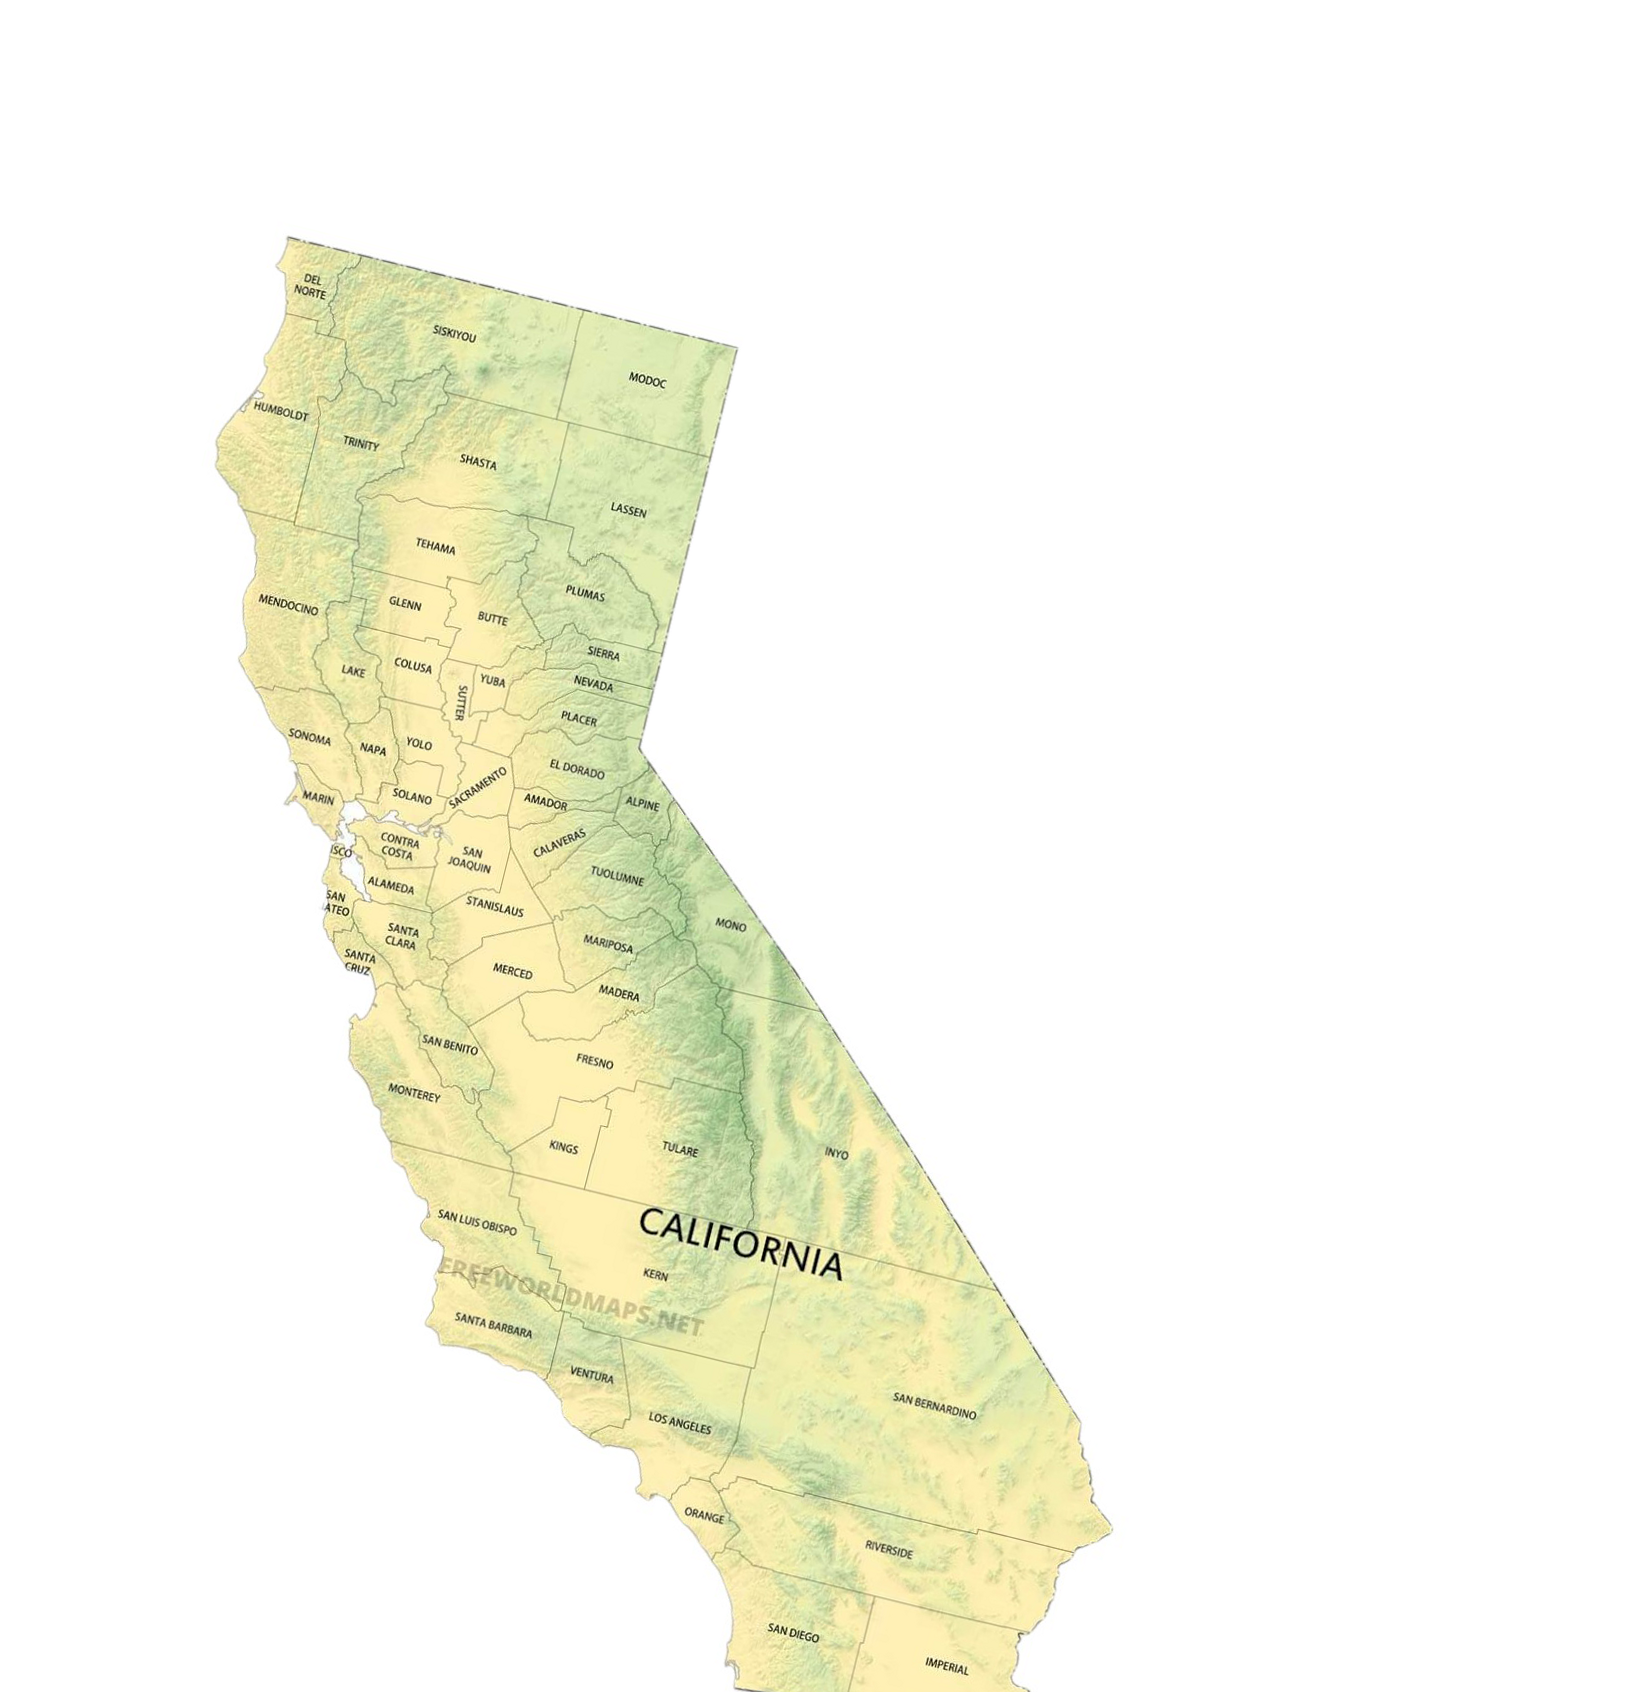 DEL
NORTE
SISKIYOU
MODOC
HUMBOLDT
TRINITY
SHASTA
LASSEN
TEHAMA
PLUMAS
GLENN
BUTTE
MENDOCINO
SIERRA
COLUSA
LAKE
YUBA
NEVADA
SUTTER
PLACER
SONOMA
NAPA
YOLO
EL DORADO
SACRAMENTO
MARIN
SOLANO
AMADOR
ALPINE
CONTRA
COSTA
CALAVERAS
ISCO
SAN
JOAQUIN
TUOLUMNE
ALAMEDA
SAN
ATEO
STANISLAUS
MONO
SANTA
CLARA
MARIPOSA
SANTA
CRUZ
MERCED
MADERA
SAN BENITO
FRESNO
MONTEREY
KINGS
TULARE
INYO
SAN LUIS OBISPO
CALIFORNIA
KERN
FREEWORLDMAPS.NET
SANTA BARBARA
VENTURA
SAN BERNARDINO
LOS ANGELES
ORANGE
RIVERSIDE
SAN DIEGO
IMPERIAL